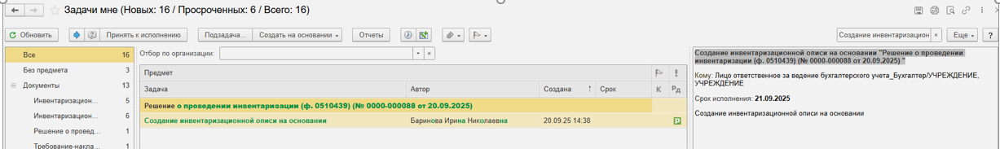 Задачи мне (Новых: 16 / Просроченных: 6 / Всего: 16)
Обновить Принять к исполнению Подзадача... Создать на основании Отчеты Создание инвентаризацион × Еще ?
Все 16
Без предмета 3
Документы 13
Инвентаризацион... 5
Инвентаризацион... 6
Решение о провед... 1
Требование-накла... 1
Отбор по организации:
Предмет
Задача Автор Создана ↑ Срок К Рд
Решение о проведении инвентаризации (ф. 0510439) (№ 0000-000088 от 20.09.2025)
Создание инвентаризационной описи на основании Баринова Ирина Николаевна 20.09.25 14:38 Р
Создание инвентаризационной описи на основании "Решение о проведении
инвентаризации (ф. 0510439) (№ 0000-000088 от 20.09.2025) "
Кому: Лицо ответственное за ведение бухгалтерского учета_Бухгалтер/УЧРЕЖДЕНИЕ,
УЧРЕЖДЕНИЕ
Срок исполнения: 21.09.2025
Создание инвентаризационной описи на основании